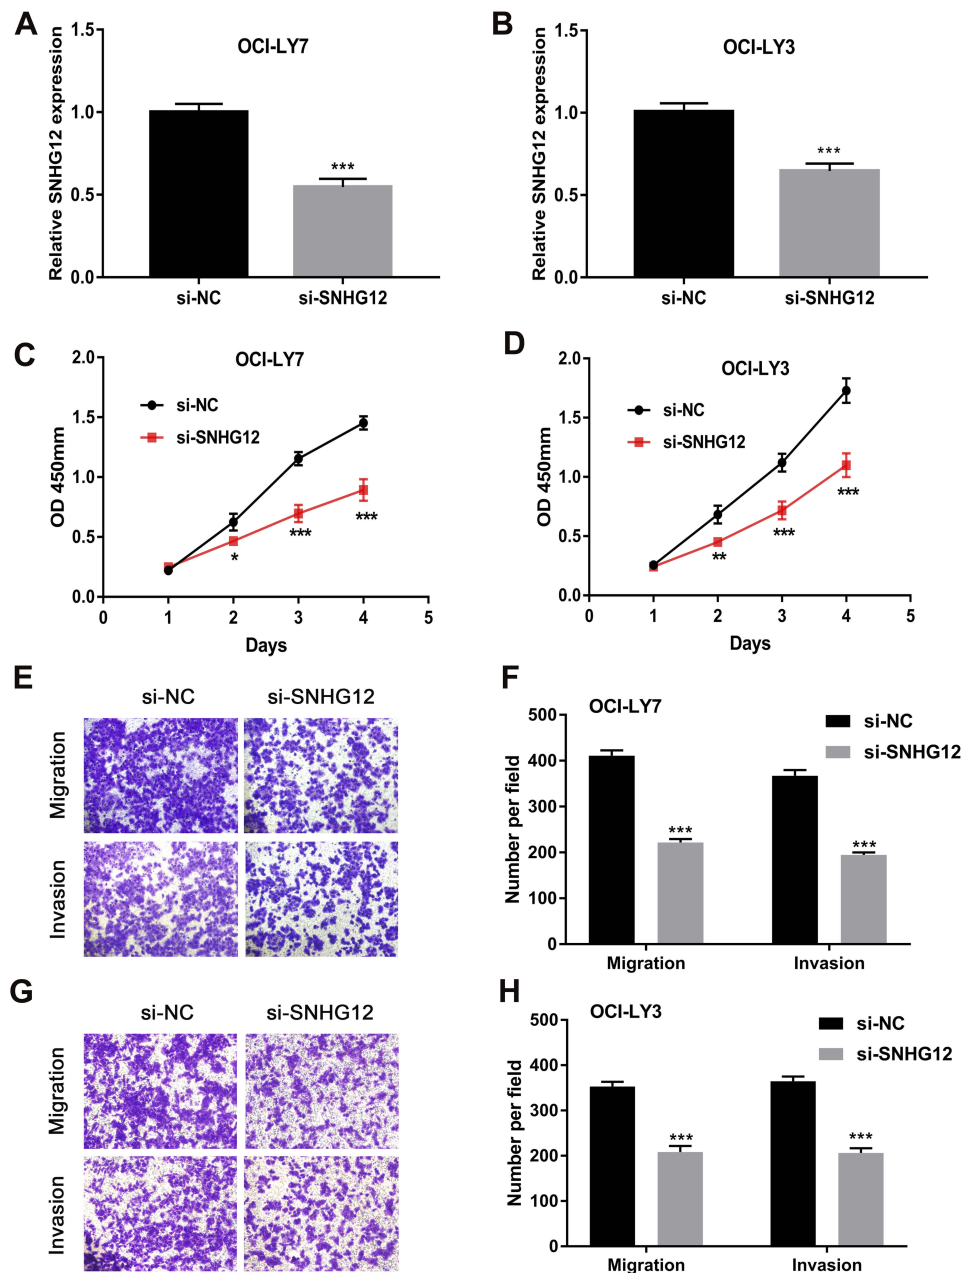 A
OCI-LY7
Relative SNHG12 expression
1.5
1.0
0.5
0.0
***
si-NC
si-SNHG12
B
OCI-LY3
Relative SNHG12 expression
1.5
1.0
0.5
0.0
***
si-NC
si-SNHG12
C
OCI-LY7
OD 450mm
2.0
1.5
1.0
0.5
0.0
si-NC
si-SNHG12
*
***
***
0
1
2
3
4
5
Days
D
OCI-LY3
OD 450mm
2.0
1.5
1.0
0.5
0.0
si-NC
si-SNHG12
**
***
***
0
1
2
3
4
5
Days
E
si-NC
si-SNHG12
Migration
Invasion
F
OCI-LY7
si-NC
si-SNHG12
Number per field
500
400
300
200
100
0
***
***
Migration
Invasion
G
si-NC
si-SNHG12
Migration
Invasion
H
OCI-LY3
si-NC
si-SNHG12
Number per field
500
400
300
200
100
0
***
***
Migration
Invasion